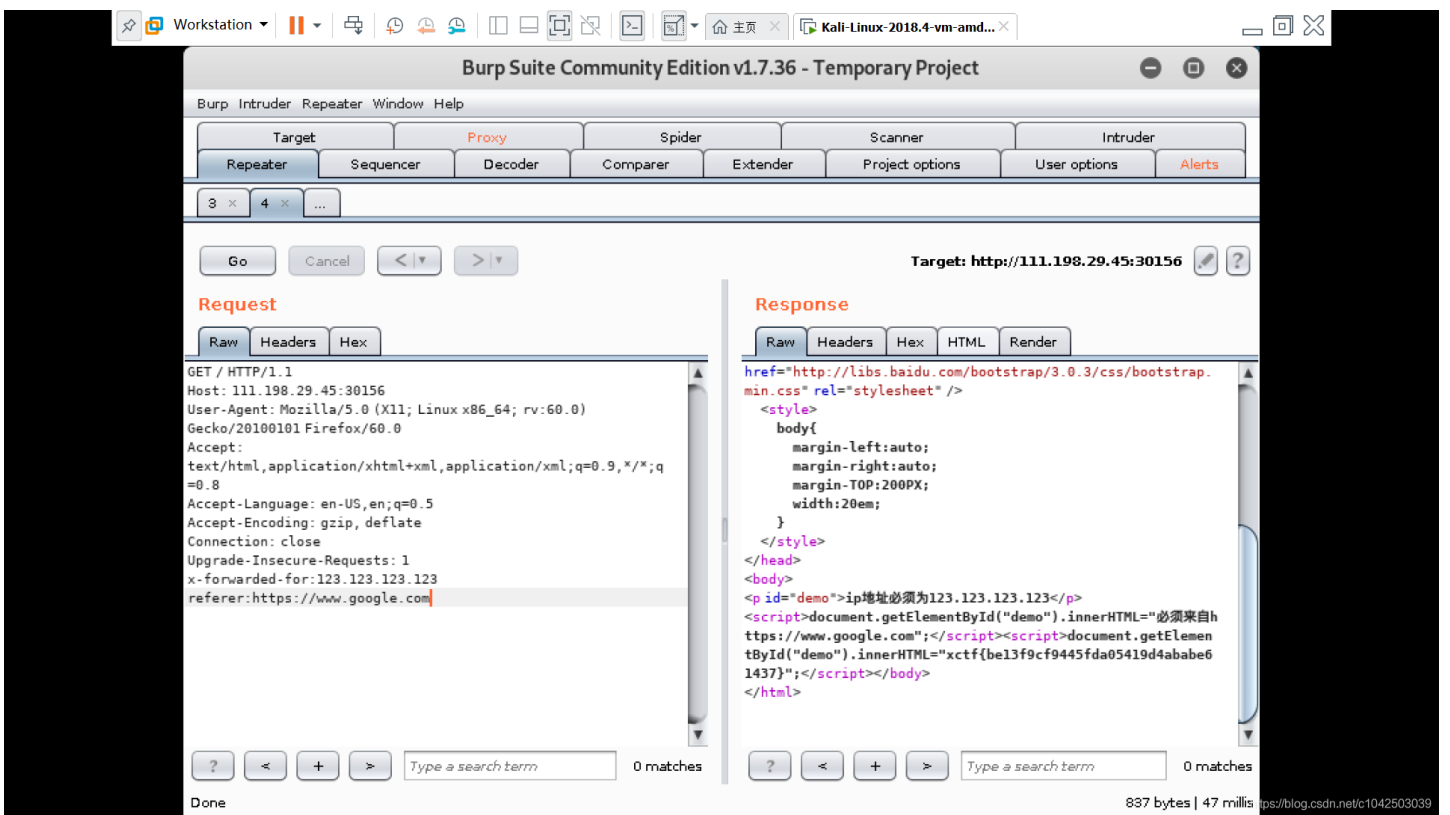 Workstation
主页
Kali-Linux-2018.4-vm-amd...
Burp Suite Community Edition v1.7.36 - Temporary Project
Burp Intruder Repeater Window Help
Target Proxy Spider Scanner Intruder
Repeater Sequencer Decoder Comparer Extender Project options User options Alerts
3 × 4 × ...
Go Cancel < > Target: http://111.198.29.45:30156 ?
Request
Raw Headers Hex
GET / HTTP/1.1
Host: 111.198.29.45:30156
User-Agent: Mozilla/5.0 (X11; Linux x86_64; rv:60.0)
Gecko/20100101 Firefox/60.0
Accept:
text/html,application/xhtml+xml,application/xml;q=0.9,*/*;q
=0.8
Accept-Language: en-US,en;q=0.5
Accept-Encoding: gzip, deflate
Connection: close
Upgrade-Insecure-Requests: 1
x-forwarded-for:123.123.123.123
referer:https://www.google.com
? < + > Type a search term 0 matches
Response
Raw Headers Hex HTML Render
href="http://libs.baidu.com/bootstrap/3.0.3/css/bootstrap.
min.css" rel="stylesheet" />
<style>
body{
margin-left:auto;
margin-right:auto;
margin-TOP:200PX;
width:20em;
}
</style>
</head>
<body>
<p id="demo">ip地址必须为123.123.123.123</p>
<script>document.getElementById("demo").innerHTML="必须来自h
ttps://www.google.com";</script><script>document.getElemen
tById("demo").innerHTML="xctf{be13f9cf9445fda05419d4ababe6
1437}";</script></body>
</html>
? < + > Type a search term 0 matches
Done
837 bytes | 47 millis
tps://blog.csdn.net/c1042503039